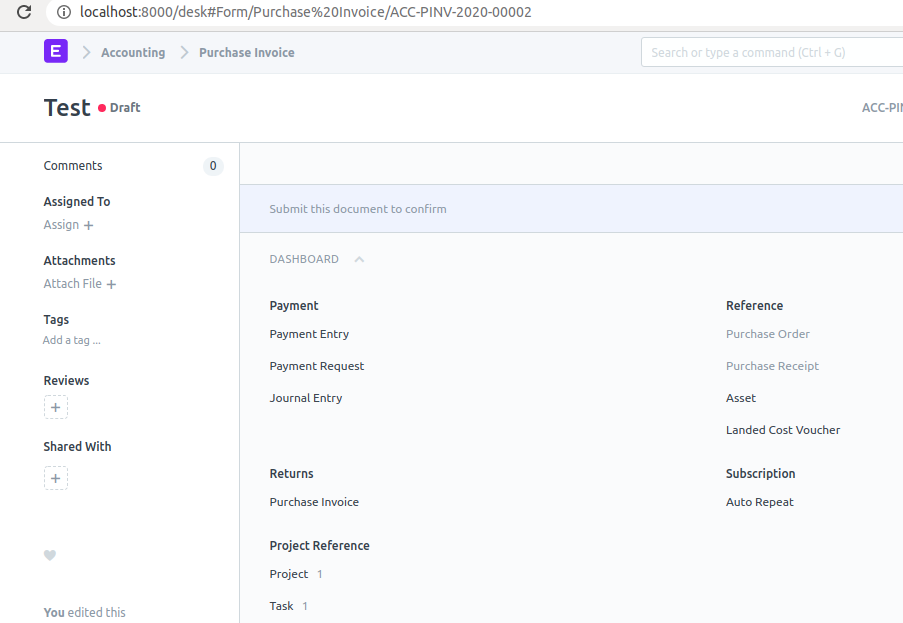 localhost:8000/desk#Form/Purchase%20Invoice/ACC-PINV-2020-00002
E Accounting Purchase Invoice Search or type a command (Ctrl + G)
Test Draft
Comments 0
Assigned To
Assign +
Attachments
Attach File +
Tags
Add a tag ...
Reviews
+
Shared With
+
You edited this
Submit this document to confirm
DASHBOARD
Payment
Payment Entry
Payment Request
Journal Entry
Reference
Purchase Order
Purchase Receipt
Asset
Landed Cost Voucher
Returns
Purchase Invoice
Subscription
Auto Repeat
Project Reference
Project 1
Task 1